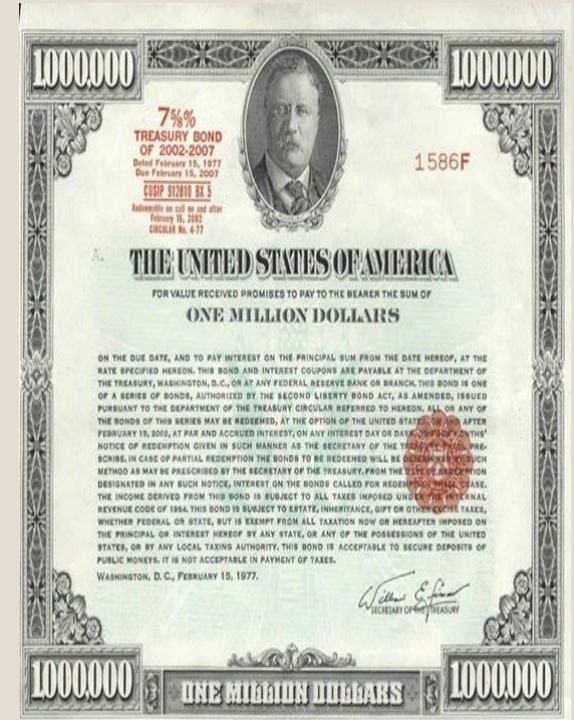 1,000,000
1,000,000
7⅝%
TREASURY BOND
OF 2002-2007
Dated February 15, 1977
Due February 15, 2007
CUSIP 912810 BX 5
Redeemable on call on and after
February 15, 2002
CIRCULAR No. 4-77
1586F
A.
THE UNITED STATES OF AMERICA
FOR VALUE RECEIVED PROMISES TO PAY TO THE BEARER THE SUM OF
ONE MILLION DOLLARS
ON THE DUE DATE, AND TO PAY INTEREST ON THE PRINCIPAL SUM FROM THE DATE HEREOF, AT THE
RATE SPECIFIED HEREON. THIS BOND AND INTEREST COUPONS ARE PAYABLE AT THE DEPARTMENT OF
THE TREASURY, WASHINGTON, D.C., OR AT ANY FEDERAL RESERVE BANK OR BRANCH. THIS BOND IS ONE
OF A SERIES OF BONDS, AUTHORIZED BY THE SECOND LIBERTY BOND ACT, AS AMENDED, ISSUED
PURSUANT TO THE DEPARTMENT OF THE TREASURY CIRCULAR REFERRED TO HEREON. ALL OR ANY OF
THE BONDS OF THIS SERIES MAY BE REDEEMED, AT THE OPTION OF THE UNITED STATES ON AND AFTER
FEBRUARY 15, 2002, AT PAR AND ACCRUED INTEREST, ON ANY INTEREST DAY OR DAYS, MONTHS'
NOTICE OF REDEMPTION GIVEN IN SUCH MANNER AS THE SECRETARY OF THE TREASURY SHALL PRE-
SCRIBE. IN CASE OF PARTIAL REDEMPTION THE BONDS TO BE REDEEMED WILL BE DETERMINED BY SUCH
METHOD AS MAY BE PRESCRIBED BY THE SECRETARY OF THE TREASURY. FROM THE DATE OF REDEMPTION
DESIGNATED IN ANY SUCH NOTICE, INTEREST ON THE BONDS CALLED FOR REDEMPTION SHALL CEASE.
THE INCOME DERIVED FROM THIS BOND IS SUBJECT TO ALL TAXES IMPOSED UNDER THE INTERNAL
REVENUE CODE OF 1954. THIS BOND IS SUBJECT TO ESTATE, INHERITANCE, GIFT OR OTHER EXCISE TAXES,
WHETHER FEDERAL OR STATE, BUT IS EXEMPT FROM ALL TAXATION NOW OR HEREAFTER IMPOSED ON
THE PRINCIPAL OR INTEREST HEREOF BY ANY STATE, OR ANY OF THE POSSESSIONS OF THE UNITED
STATES, OR BY ANY LOCAL TAXING AUTHORITY. THIS BOND IS ACCEPTABLE TO SECURE DEPOSITS OF
PUBLIC MONEYS. IT IS NOT ACCEPTABLE IN PAYMENT OF TAXES.
WASHINGTON, D. C., FEBRUARY 15, 1977.
SECRETARY OF THE TREASURY
1,000,000
ONE MILLION DOLLARS
1,000,000